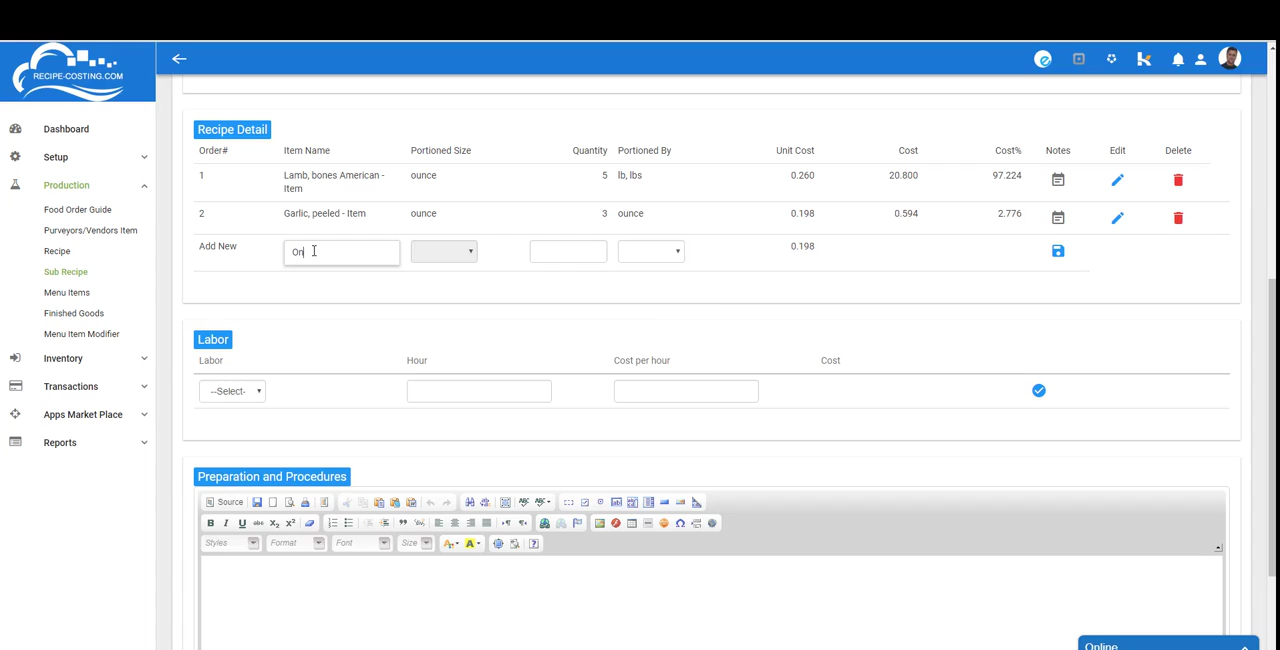 RECIPE-COSTING.COM
Dashboard
Setup
Production
Food Order Guide
Purveyors/Vendors Item
Recipe
Sub Recipe
Menu Items
Finished Goods
Menu Item Modifier
Inventory
Transactions
Apps Market Place
Reports
Recipe Detail
Order# Item Name Portioned Size Quantity Portioned By Unit Cost Cost Cost% Notes Edit Delete
1 Lamb, bones American - ounce 5 lb, lbs 0.260 20.800 97.224
Item
2 Garlic, peeled - Item ounce 3 ounce 0.198 0.594 2.776
Add New On 0.198
Labor
Labor Hour Cost per hour Cost
--Select-
Preparation and Procedures
Source
B I U abc X₂ X²
Styles Format Font Size A A
Online